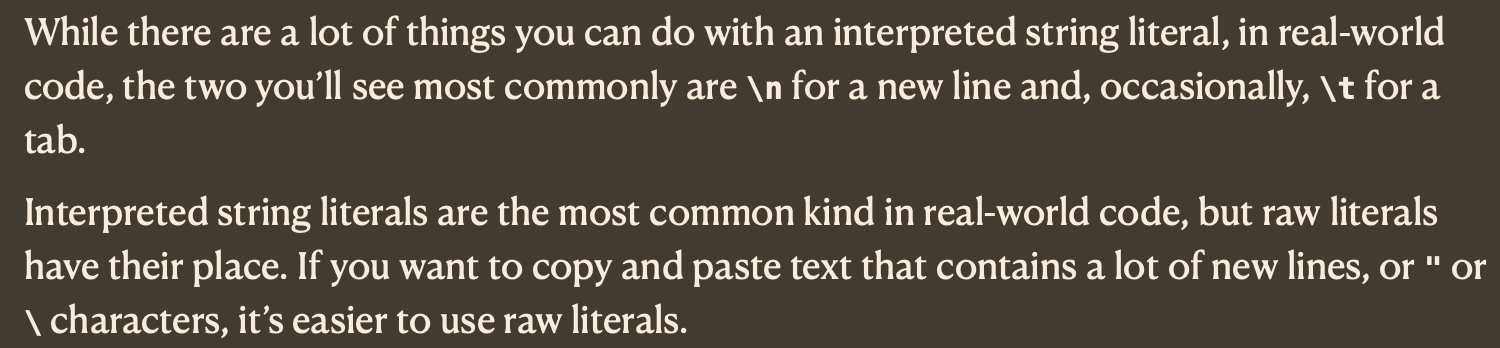 While there are a lot of things you can do with an interpreted string literal, in real-world
code, the two you’ll see most commonly are \n for a new line and, occasionally, \t for a
tab.
Interpreted string literals are the most common kind in real-world code, but raw literals
have their place. If you want to copy and paste text that contains a lot of new lines, or " or
\ characters, it’s easier to use raw literals.